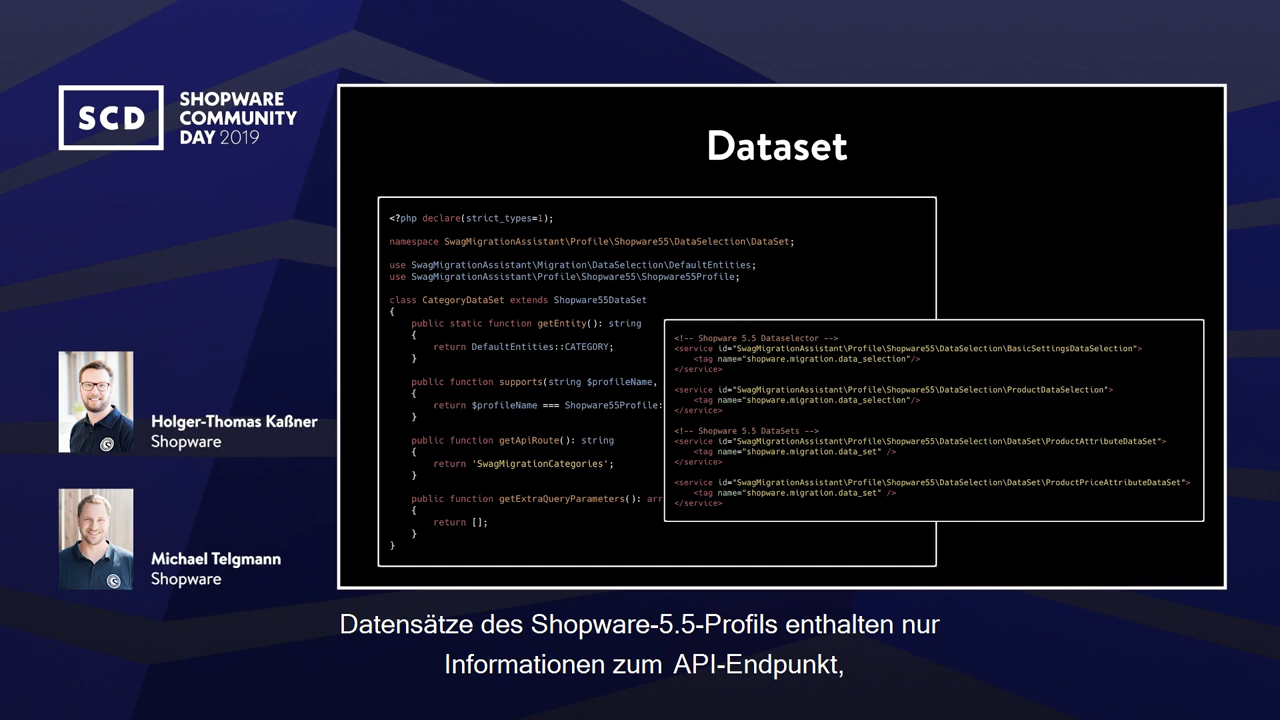 SCD
SHOPWARE
COMMUNITY
DAY 2019
Dataset
<?php declare(strict_types=1);
namespace SwagMigrationAssistant\Profile\Shopware55\DataSelection\DataSet;
use SwagMigrationAssistant\Migration\DataSelection\DefaultEntities;
use SwagMigrationAssistant\Profile\Shopware55\Shopware55Profile;
class CategoryDataSet extends Shopware55DataSet
{
public static function getEntity(): string
{
return DefaultEntities::CATEGORY;
}
public function supports(string $profileName,
{
return $profileName === Shopware55Profile:
}
public function getApiRoute(): string
{
return 'SwagMigrationCategories';
}
public function getExtraQueryParameters(): arr
{
return [];
}
}
<!-- Shopware 5.5 Dataselector -->
<service id="SwagMigrationAssistant\Profile\Shopware55\DataSelection\BasicSettingsDataSelection">
<tag name="shopware.migration.data_selection"/>
</service>
<service id="SwagMigrationAssistant\Profile\Shopware55\DataSelection\ProductDataSelection">
<tag name="shopware.migration.data_selection"/>
</service>
<!-- Shopware 5.5 DataSets -->
<service id="SwagMigrationAssistant\Profile\Shopware55\DataSelection\DataSet\ProductAttributeDataSet">
<tag name="shopware.migration.data_set" />
</service>
<service id="SwagMigrationAssistant\Profile\Shopware55\DataSelection\DataSet\ProductPriceAttributeDataSet">
<tag name="shopware.migration.data_set" />
</service>
Holger-Thomas Kaßner
Shopware
Michael Telgmann
Shopware
Datensätze des Shopware-5.5-Profils enthalten nur
Informationen zum API-Endpunkt,